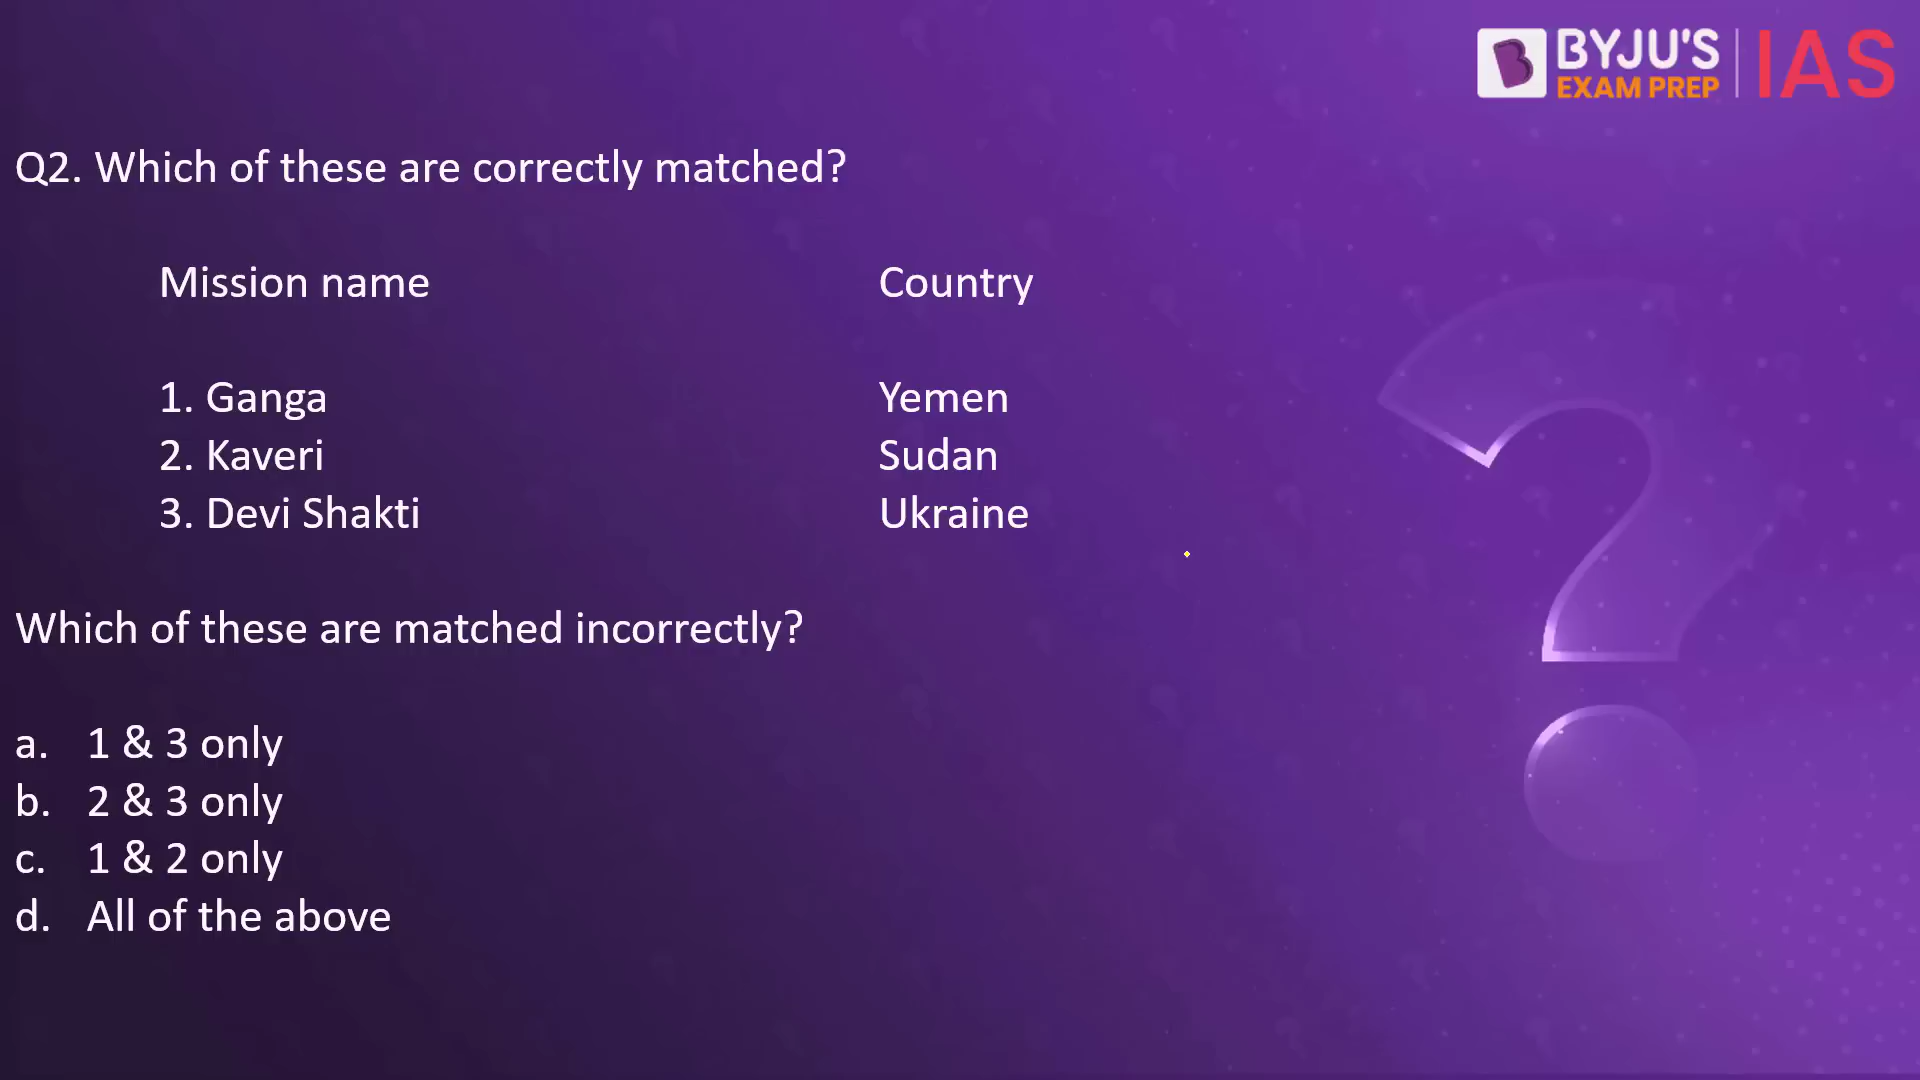 BYJU'S
EXAM PREP
IAS
Q2. Which of these are correctly matched?
Mission name Country
1. Ganga Yemen
2. Kaveri Sudan
3. Devi Shakti Ukraine
Which of these are matched incorrectly?
a. 1 & 3 only
b. 2 & 3 only
c. 1 & 2 only
d. All of the above